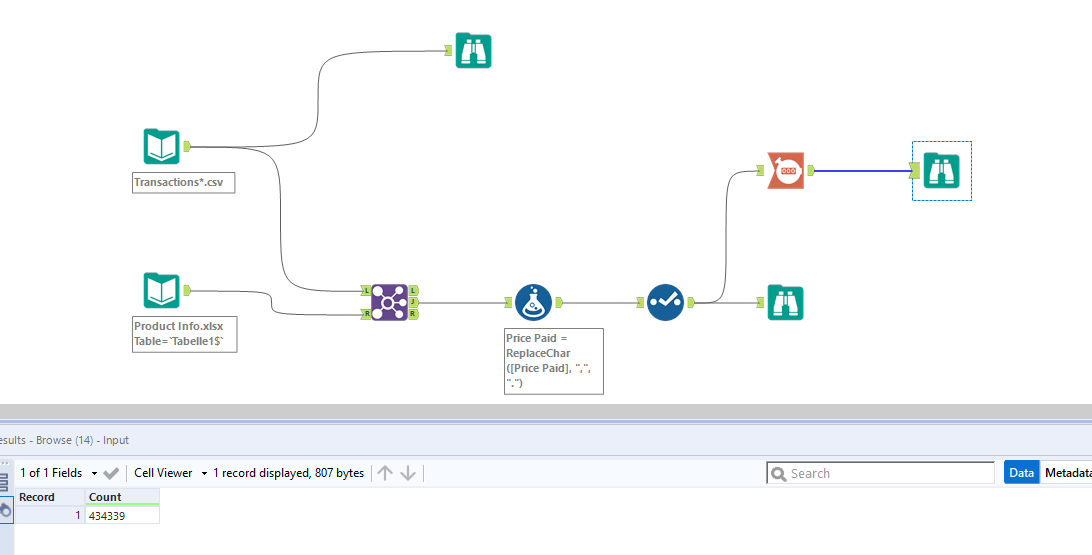 Transactions*.csv
L
L
J
R
R
Product Info.xlsx
Table=`Tabelle1$`
Price Paid =
ReplaceChar
([Price Paid], ",",
".")
esults - Browse (14) - Input
1 of 1 Fields
Cell Viewer
1 record displayed, 807 bytes
Search
Data
Metadata
Record
Count
1
434339